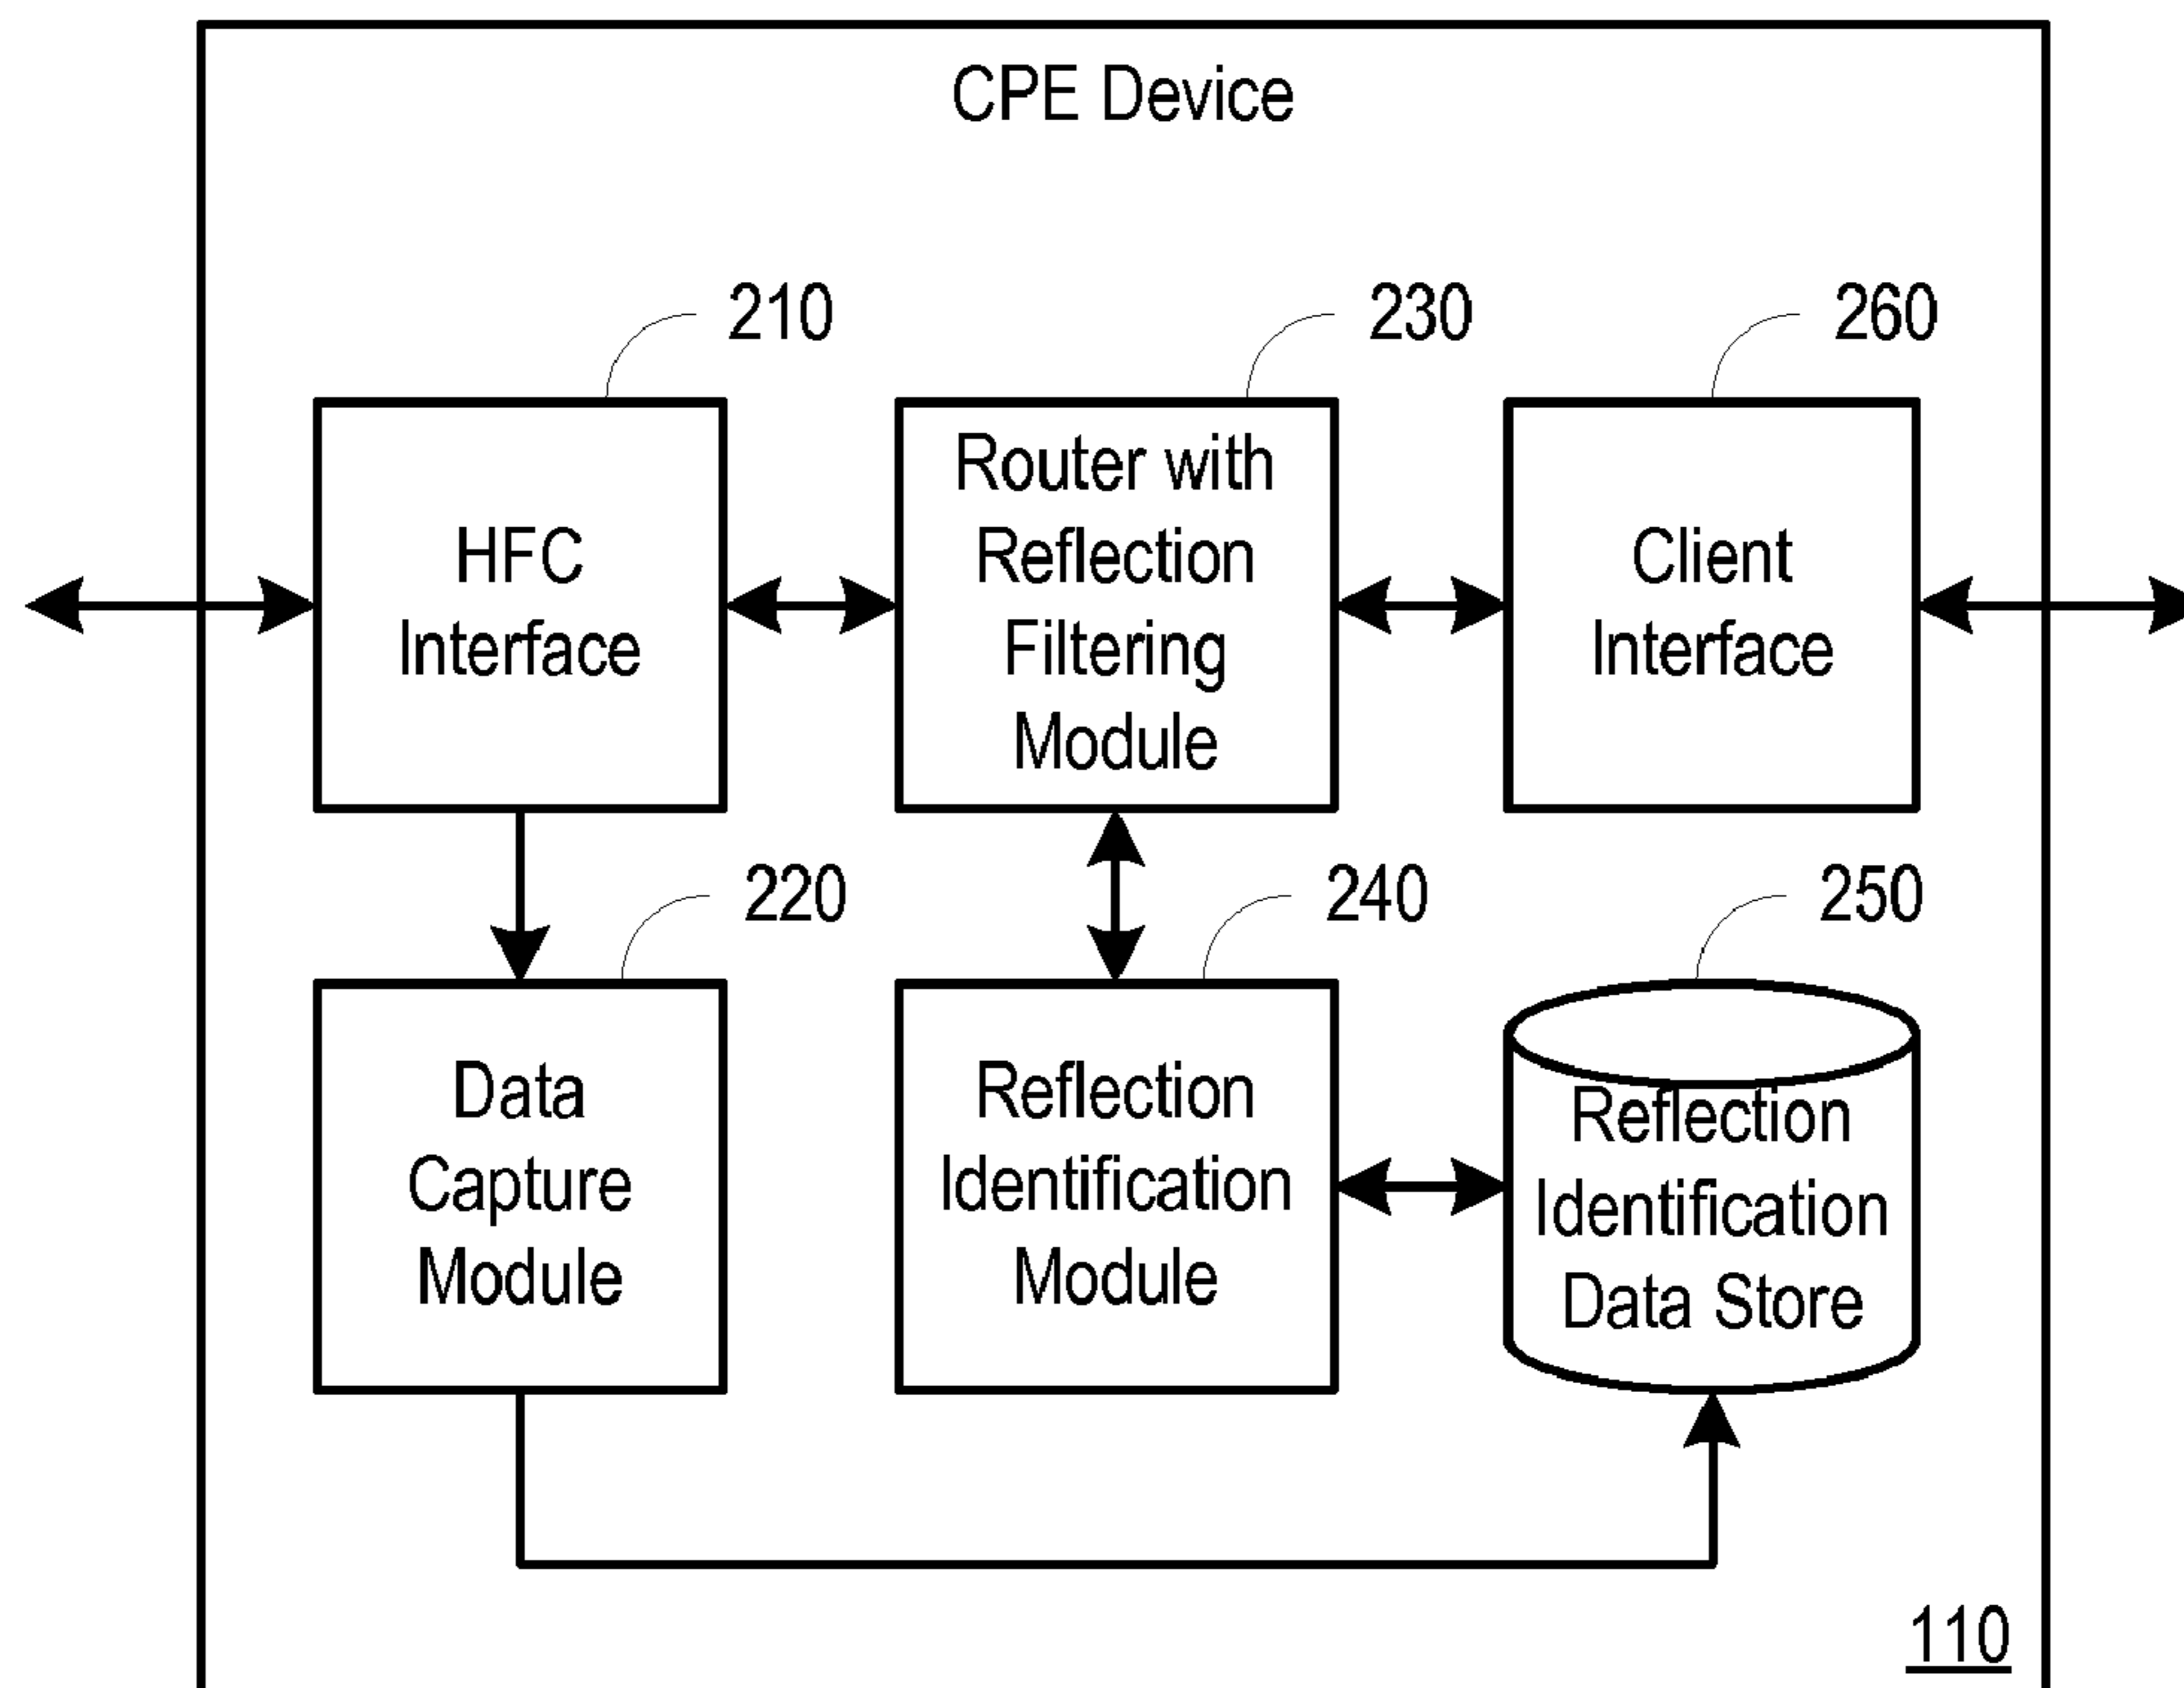 CPE Device
210
230
260
HFC
Interface
Router with
Reflection
Filtering
Module
Client
Interface
220
240
250
Data
Capture
Module
Reflection
Identification
Module
Reflection
Identification
Data Store
110